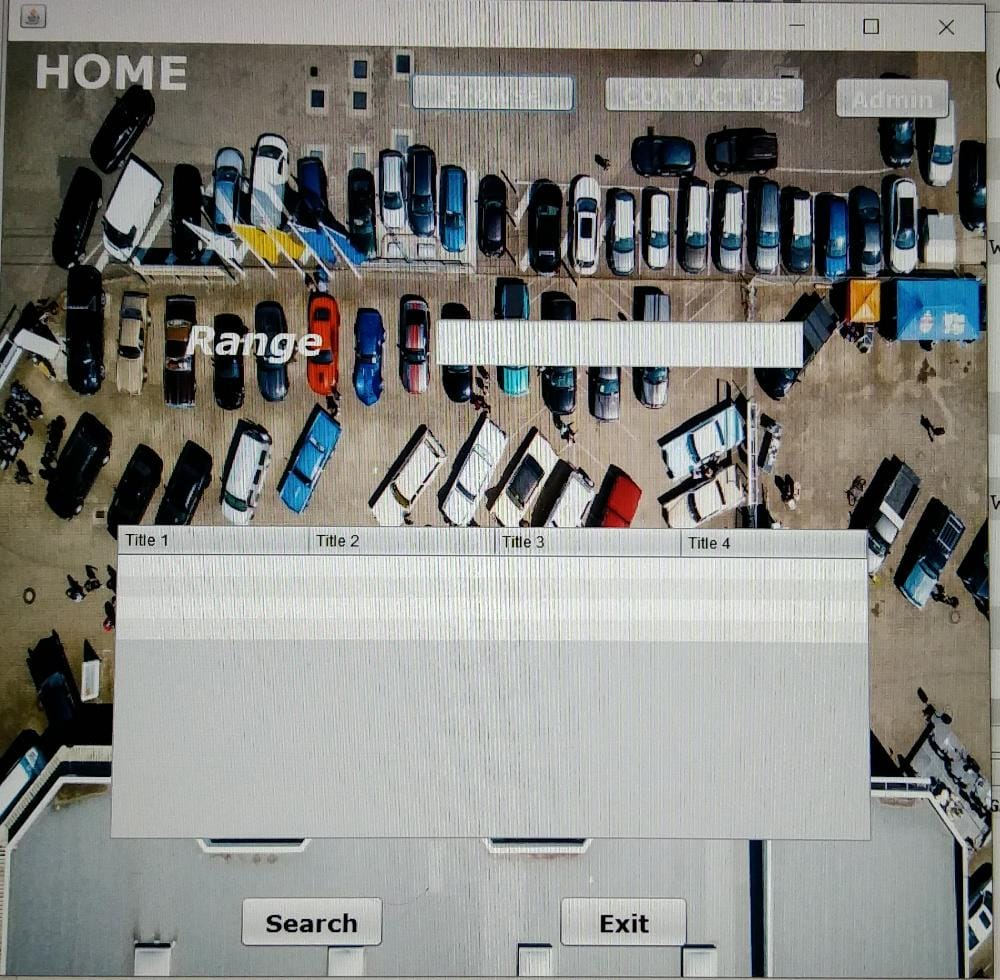 HOME
CONTACT US
Admin
Range
Title 1
Title 2
Title 3
Title 4
Search
Exit